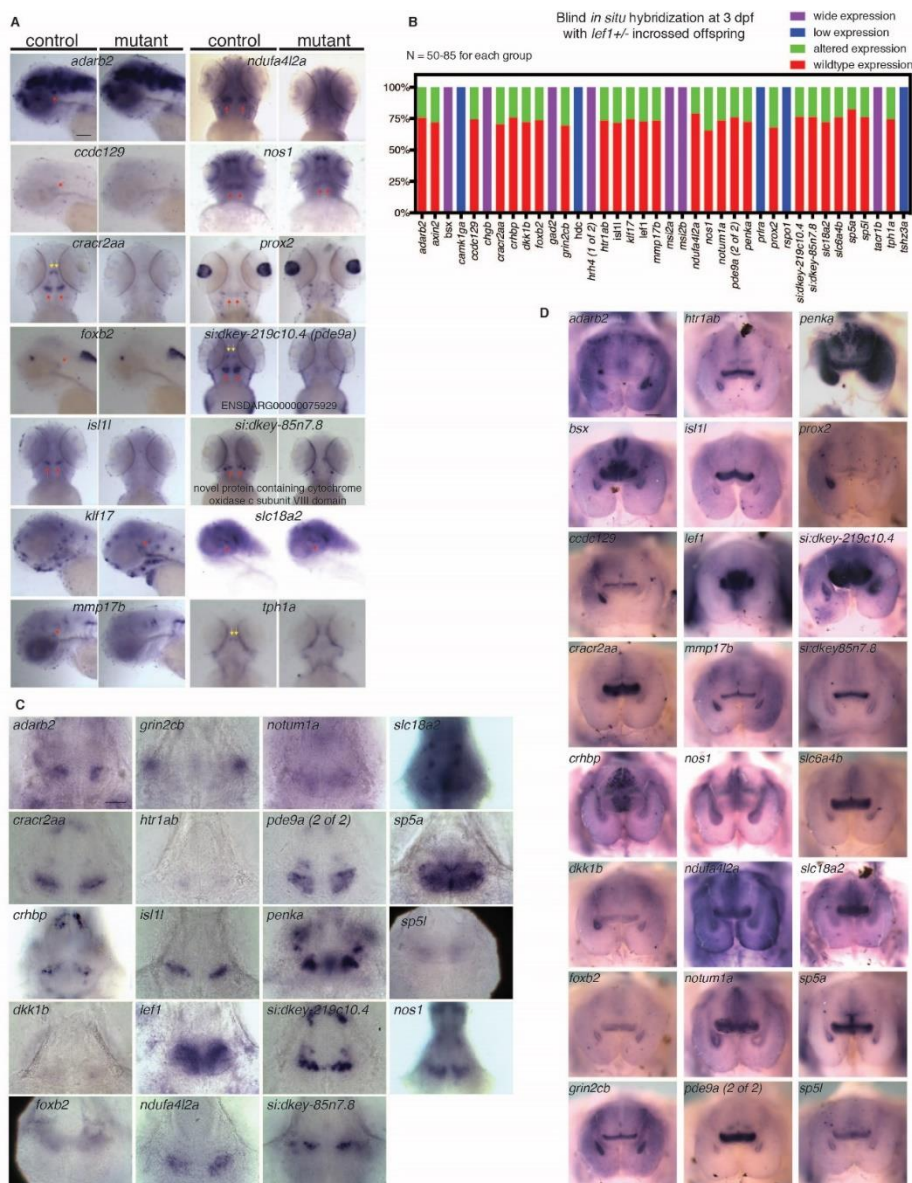 A
control mutant control mutant
adarb2 ndufa4l2a
ccdc129 nos1
cracr2aa prox2
foxb2 si:dkey-219c10.4 (pde9a)
ENSDARG00000075929
isl1l si:dkey-85n7.8
novel protein containing cytochrome
oxidase c subunit VIII domain
klf17 slc18a2
mmp17b tph1a
B
Blind in situ hybridization at 3 dpf
with lef1+/- incrossed offspring
N = 50-85 for each group
wide expression
low expression
altered expression
wildtype expression
100%
75%
50%
25%
0%
adarb2
axin2
bsx
camk1ga
ccdc129
chgb
cracr2aa
crhbp
dkk1b
foxb2
gad2
grin2cb
hdc
hrh4 (1 of 2)
htr1ab
isl1l
klf17
lef1
mmp17b
msi2a
msi2b
ndufa4l2a
nos1
notum1a
pde9a (2 of 2)
penka
prfra
prox2
rspo1
si:dkey-219c10.4
si:dkey-85n7.8
slc18a2
slc6a4b
sp5a
sp5l
tacr1b
tph1a
tshz3a
C
adarb2 grin2cb notum1a slc18a2
cracr2aa htr1ab pde9a (2 of 2) sp5a
crhbp isl1l penka sp5l
dkk1b lef1 si:dkey-219c10.4 nos1
foxb2 ndufa4l2a si:dkey-85n7.8
D
adarb2 htr1ab penka
bsx isl1l prox2
ccdc129 lef1 si:dkey-219c10.4
cracr2aa mmp17b si:dkey85n7.8
crhbp nos1 slc6a4b
dkk1b ndufa4l2a slc18a2
foxb2 notum1a sp5a
grin2cb pde9a (2 of 2) sp5l